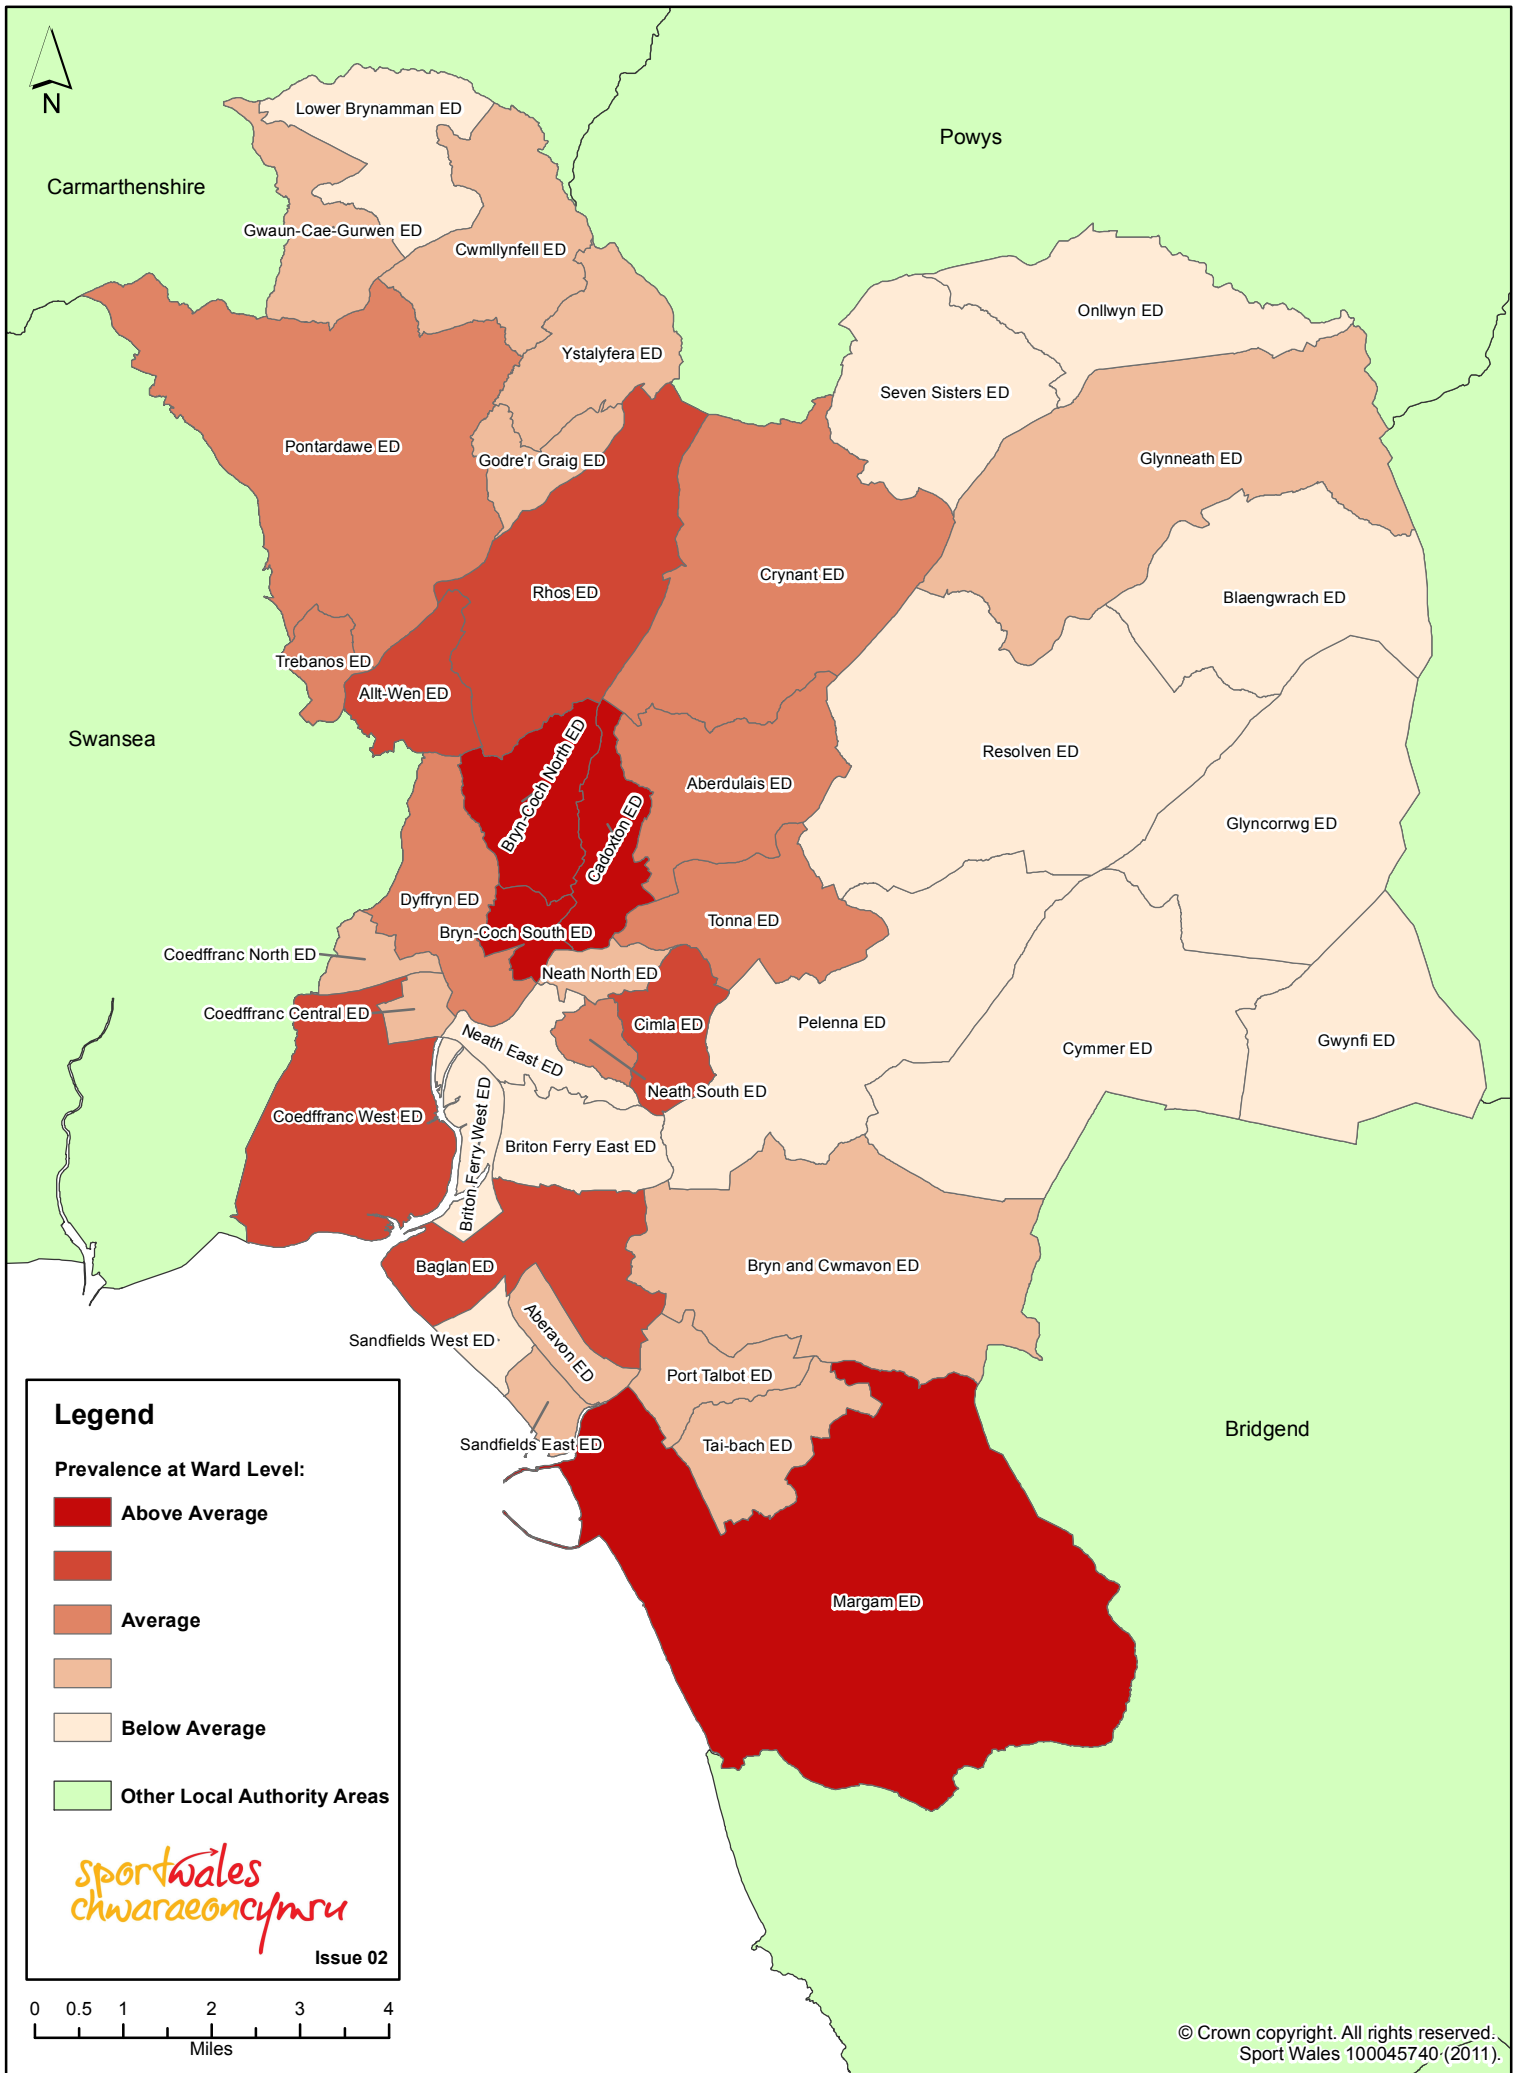 N
Lower Brynamman ED
Powys
Carmarthenshire
Gwaun-Cae-Gurwen ED
Cwmllynfell ED
Onllwyn ED
Ystalyfera ED
Seven Sisters ED
Pontardawe ED
Godre'r Graig ED
Glynneath ED
Crynant ED
Rhos ED
Blaengwrach ED
Trebanos ED
Allt-Wen ED
Swansea
Bryn-Coch North ED
Resolven ED
Aberdulais ED
Cadoxton ED
Glyncorrwg ED
Dyffryn ED
Tonna ED
Bryn-Coch South ED
Coedffranc North ED
Neath North ED
Coedffranc Central ED
Cimla ED
Pelenna ED
Neath East ED
Gwynfi ED
Cymmer ED
Neath South ED
Coedffranc West ED
Briton Ferry West ED
Briton Ferry East ED
Baglan ED
Bryn and Cwmavon ED
Sandfields West ED
Aberavon ED
Port Talbot ED
Sandfields East ED
Tai-bach ED
Bridgend
Margam ED
Legend
Prevalence at Ward Level:
Above Average
Average
Below Average
Other Local Authority Areas
sportwales
chwaraeoncymru
Issue 02
0 0.5 1 2 3 4
Miles
© Crown copyright. All rights reserved.
Sport Wales 100045740 (2011).